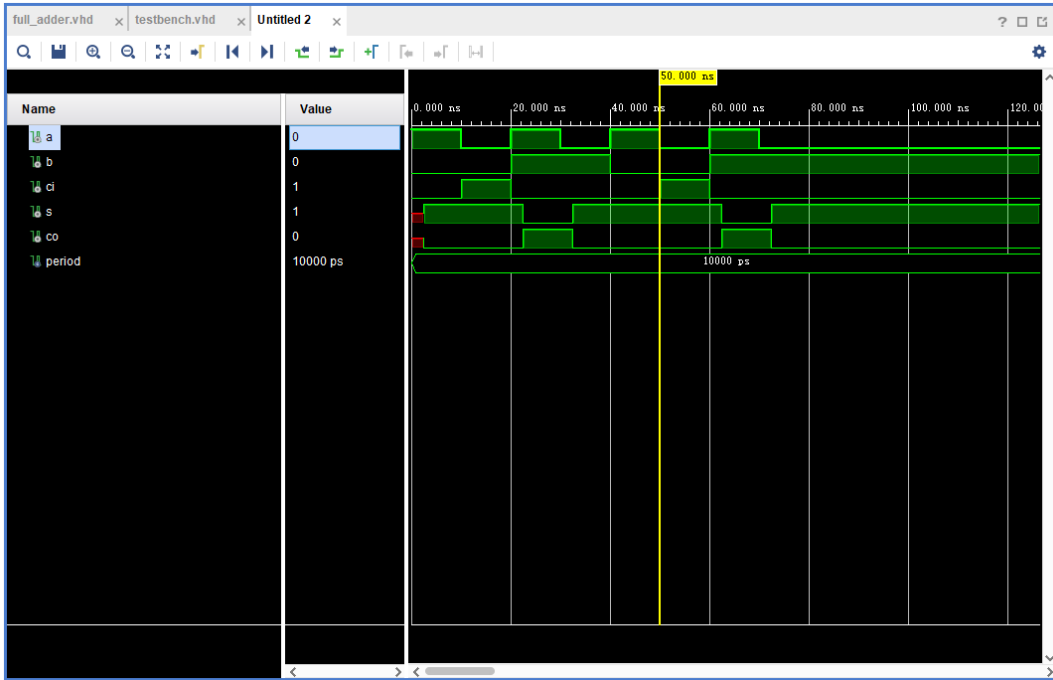 full_adder.vhd × testbench.vhd × Untitled 2 ×
50.000 ns
Name Value
0.000 ns 20.000 ns 40.000 ns 60.000 ns 80.000 ns 100.000 ns 120.0
a 0
b 0
ci 1
s 1
co 0
period 10000 ps 10000 ps